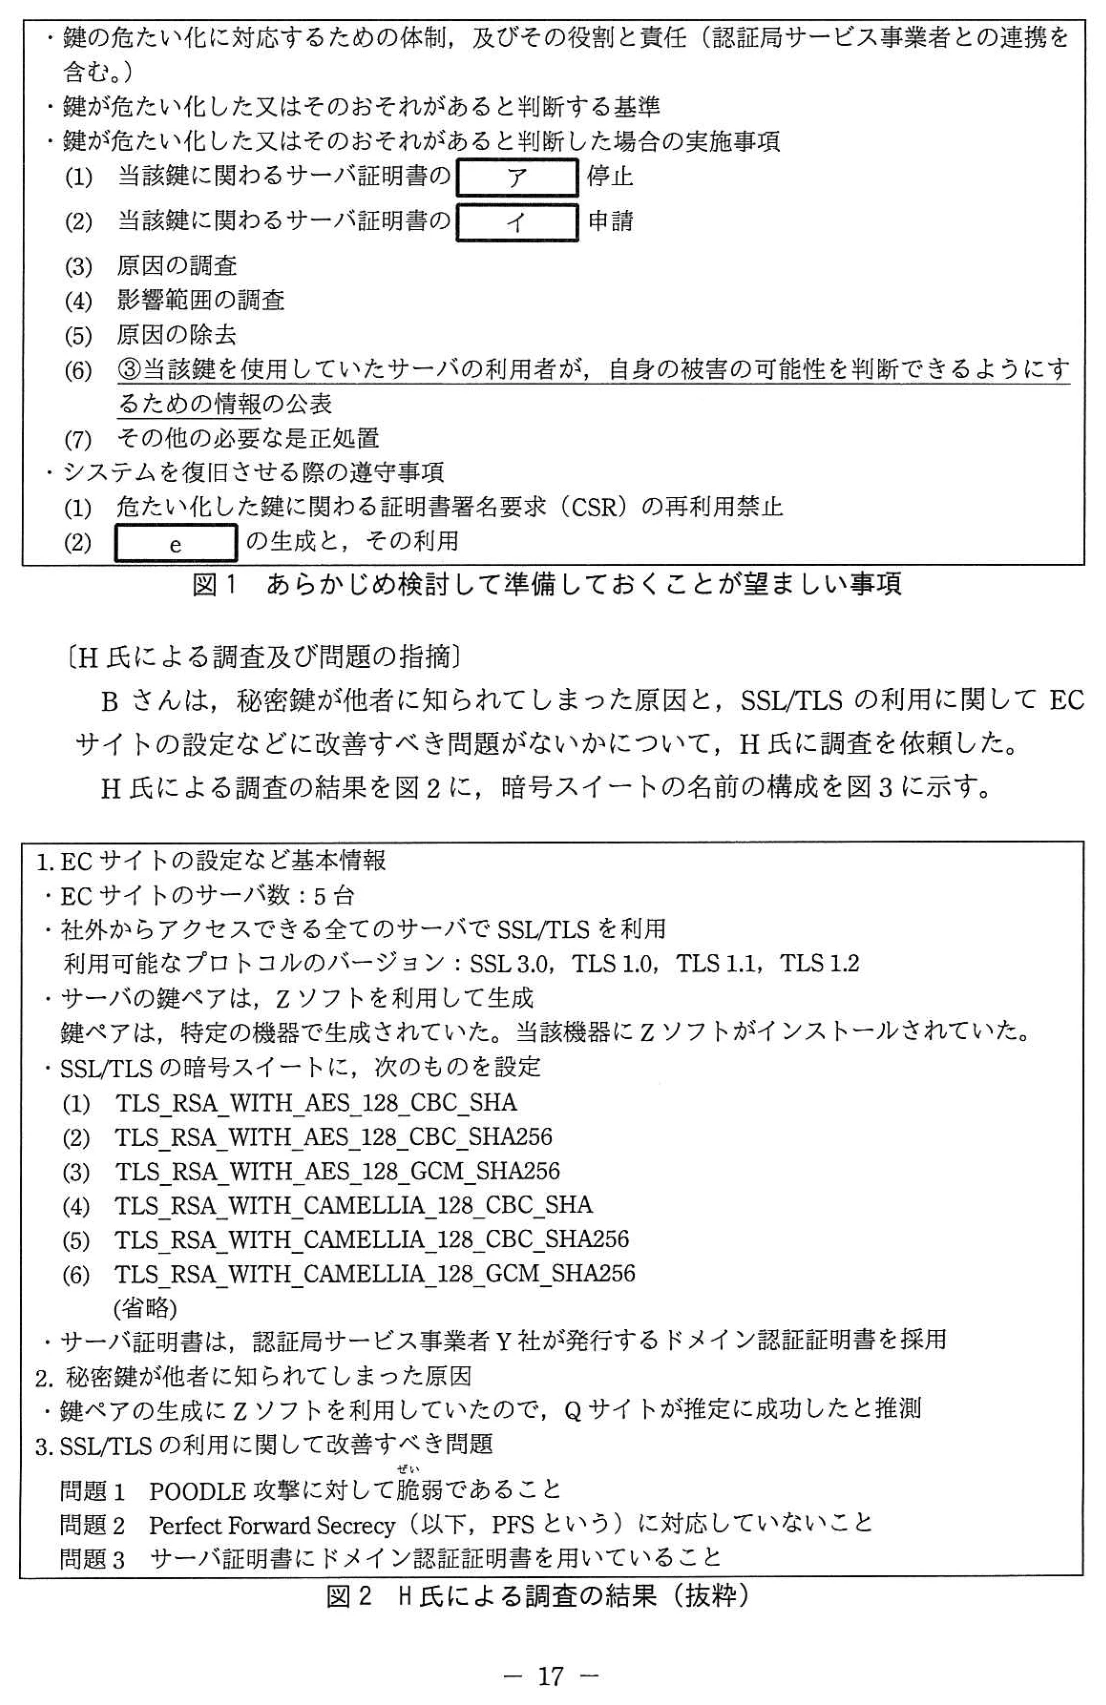 ・鍵の危たい化に対応するための体制，及びその役割と責任（認証局サービス事業者との連携を
含む。）
・鍵が危たい化した又はそのおそれがあると判断する基準
・鍵が危たい化した又はそのおそれがあると判断した場合の実施事項
(1) 当該鍵に関わるサーバ証明書の ア 停止
(2) 当該鍵に関わるサーバ証明書の イ 申請
(3) 原因の調査
(4) 影響範囲の調査
(5) 原因の除去
(6) ③当該鍵を使用していたサーバの利用者が，自身の被害の可能性を判断できるようにす
るための情報の公表
(7) その他の必要な是正処置
・システムを復旧させる際の遵守事項
(1) 危たい化した鍵に関わる証明書署名要求（CSR）の再利用禁止
(2) e の生成と，その利用
図１ あらかじめ検討して準備しておくことが望ましい事項
〔H 氏による調査及び問題の指摘〕
B さんは，秘密鍵が他者に知られてしまった原因と，SSL/TLS の利用に関して EC
サイトの設定などに改善すべき問題がないかについて，H 氏に調査を依頼した。
H 氏による調査の結果を図 2 に，暗号スイートの名前の構成を図 3 に示す。
1. EC サイトの設定など基本情報
・EC サイトのサーバ数：5 台
・社外からアクセスできる全てのサーバで SSL/TLS を利用
利用可能なプロトコルのバージョン：SSL 3.0，TLS 1.0，TLS 1.1，TLS 1.2
・サーバの鍵ペアは，Z ソフトを利用して生成
鍵ペアは，特定の機器で生成されていた。当該機器に Z ソフトがインストールされていた。
・SSL/TLS の暗号スイートに，次のものを設定
(1) TLS_RSA_WITH_AES_128_CBC_SHA
(2) TLS_RSA_WITH_AES_128_CBC_SHA256
(3) TLS_RSA_WITH_AES_128_GCM_SHA256
(4) TLS_RSA_WITH_CAMELLIA_128_CBC_SHA
(5) TLS_RSA_WITH_CAMELLIA_128_CBC_SHA256
(6) TLS_RSA_WITH_CAMELLIA_128_GCM_SHA256
(省略)
・サーバ証明書は，認証局サービス事業者 Y 社が発行するドメイン認証証明書を採用
2. 秘密鍵が他者に知られてしまった原因
・鍵ペアの生成に Z ソフトを利用していたので，Q サイトが推定に成功したと推測
3. SSL/TLS の利用に関して改善すべき問題
ぜい
問題 1 POODLE 攻撃に対して脆弱であること
問題 2 Perfect Forward Secrecy（以下，PFS という）に対応していないこと
問題 3 サーバ証明書にドメイン認証証明書を用いていること
図２ H 氏による調査の結果（抜粋）
― 17 ―